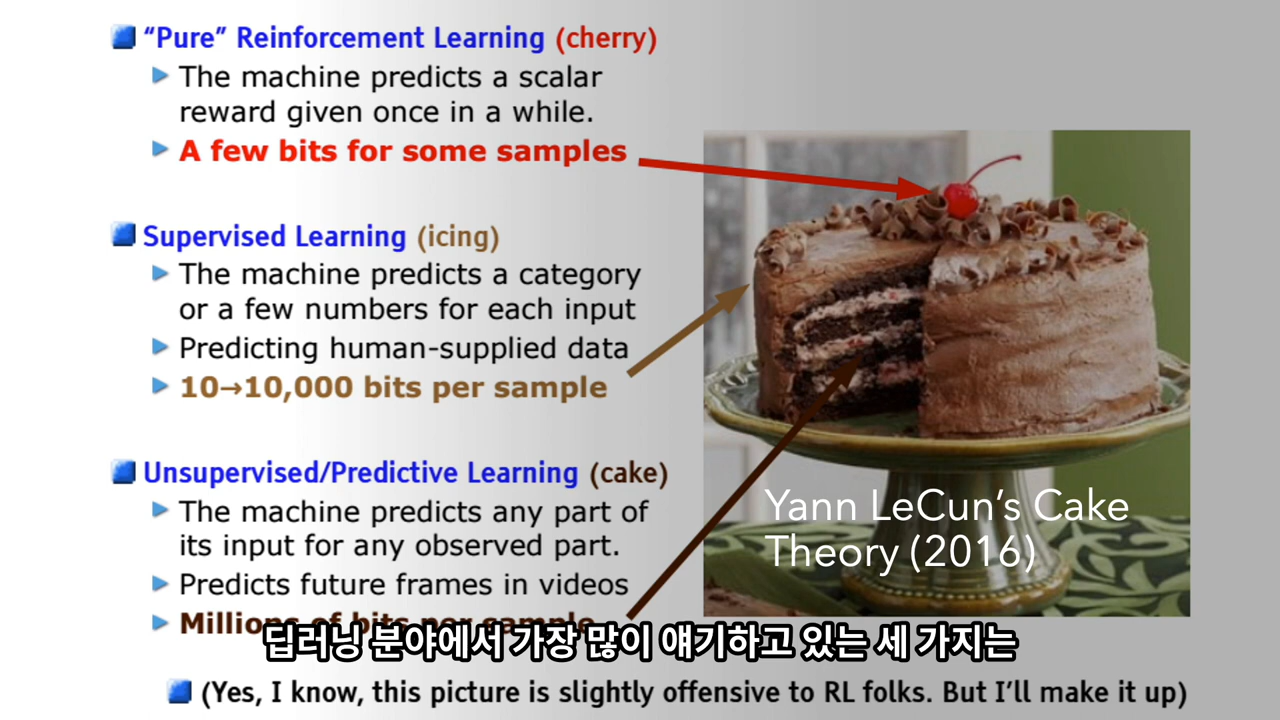 “Pure” Reinforcement Learning (cherry)
The machine predicts a scalar
reward given once in a while.
A few bits for some samples
Supervised Learning (icing)
The machine predicts a category
or a few numbers for each input
Predicting human-supplied data
10→10,000 bits per sample
Unsupervised/Predictive Learning (cake)
The machine predicts any part of
its input for any observed part.
Predicts future frames in videos
Millions of bits per sample
Yann LeCun’s Cake
Theory (2016)
딥러닝 분야에서 가장 많이 얘기하고 있는 세 가지는
(Yes, I know, this picture is slightly offensive to RL folks. But I’ll make it up)